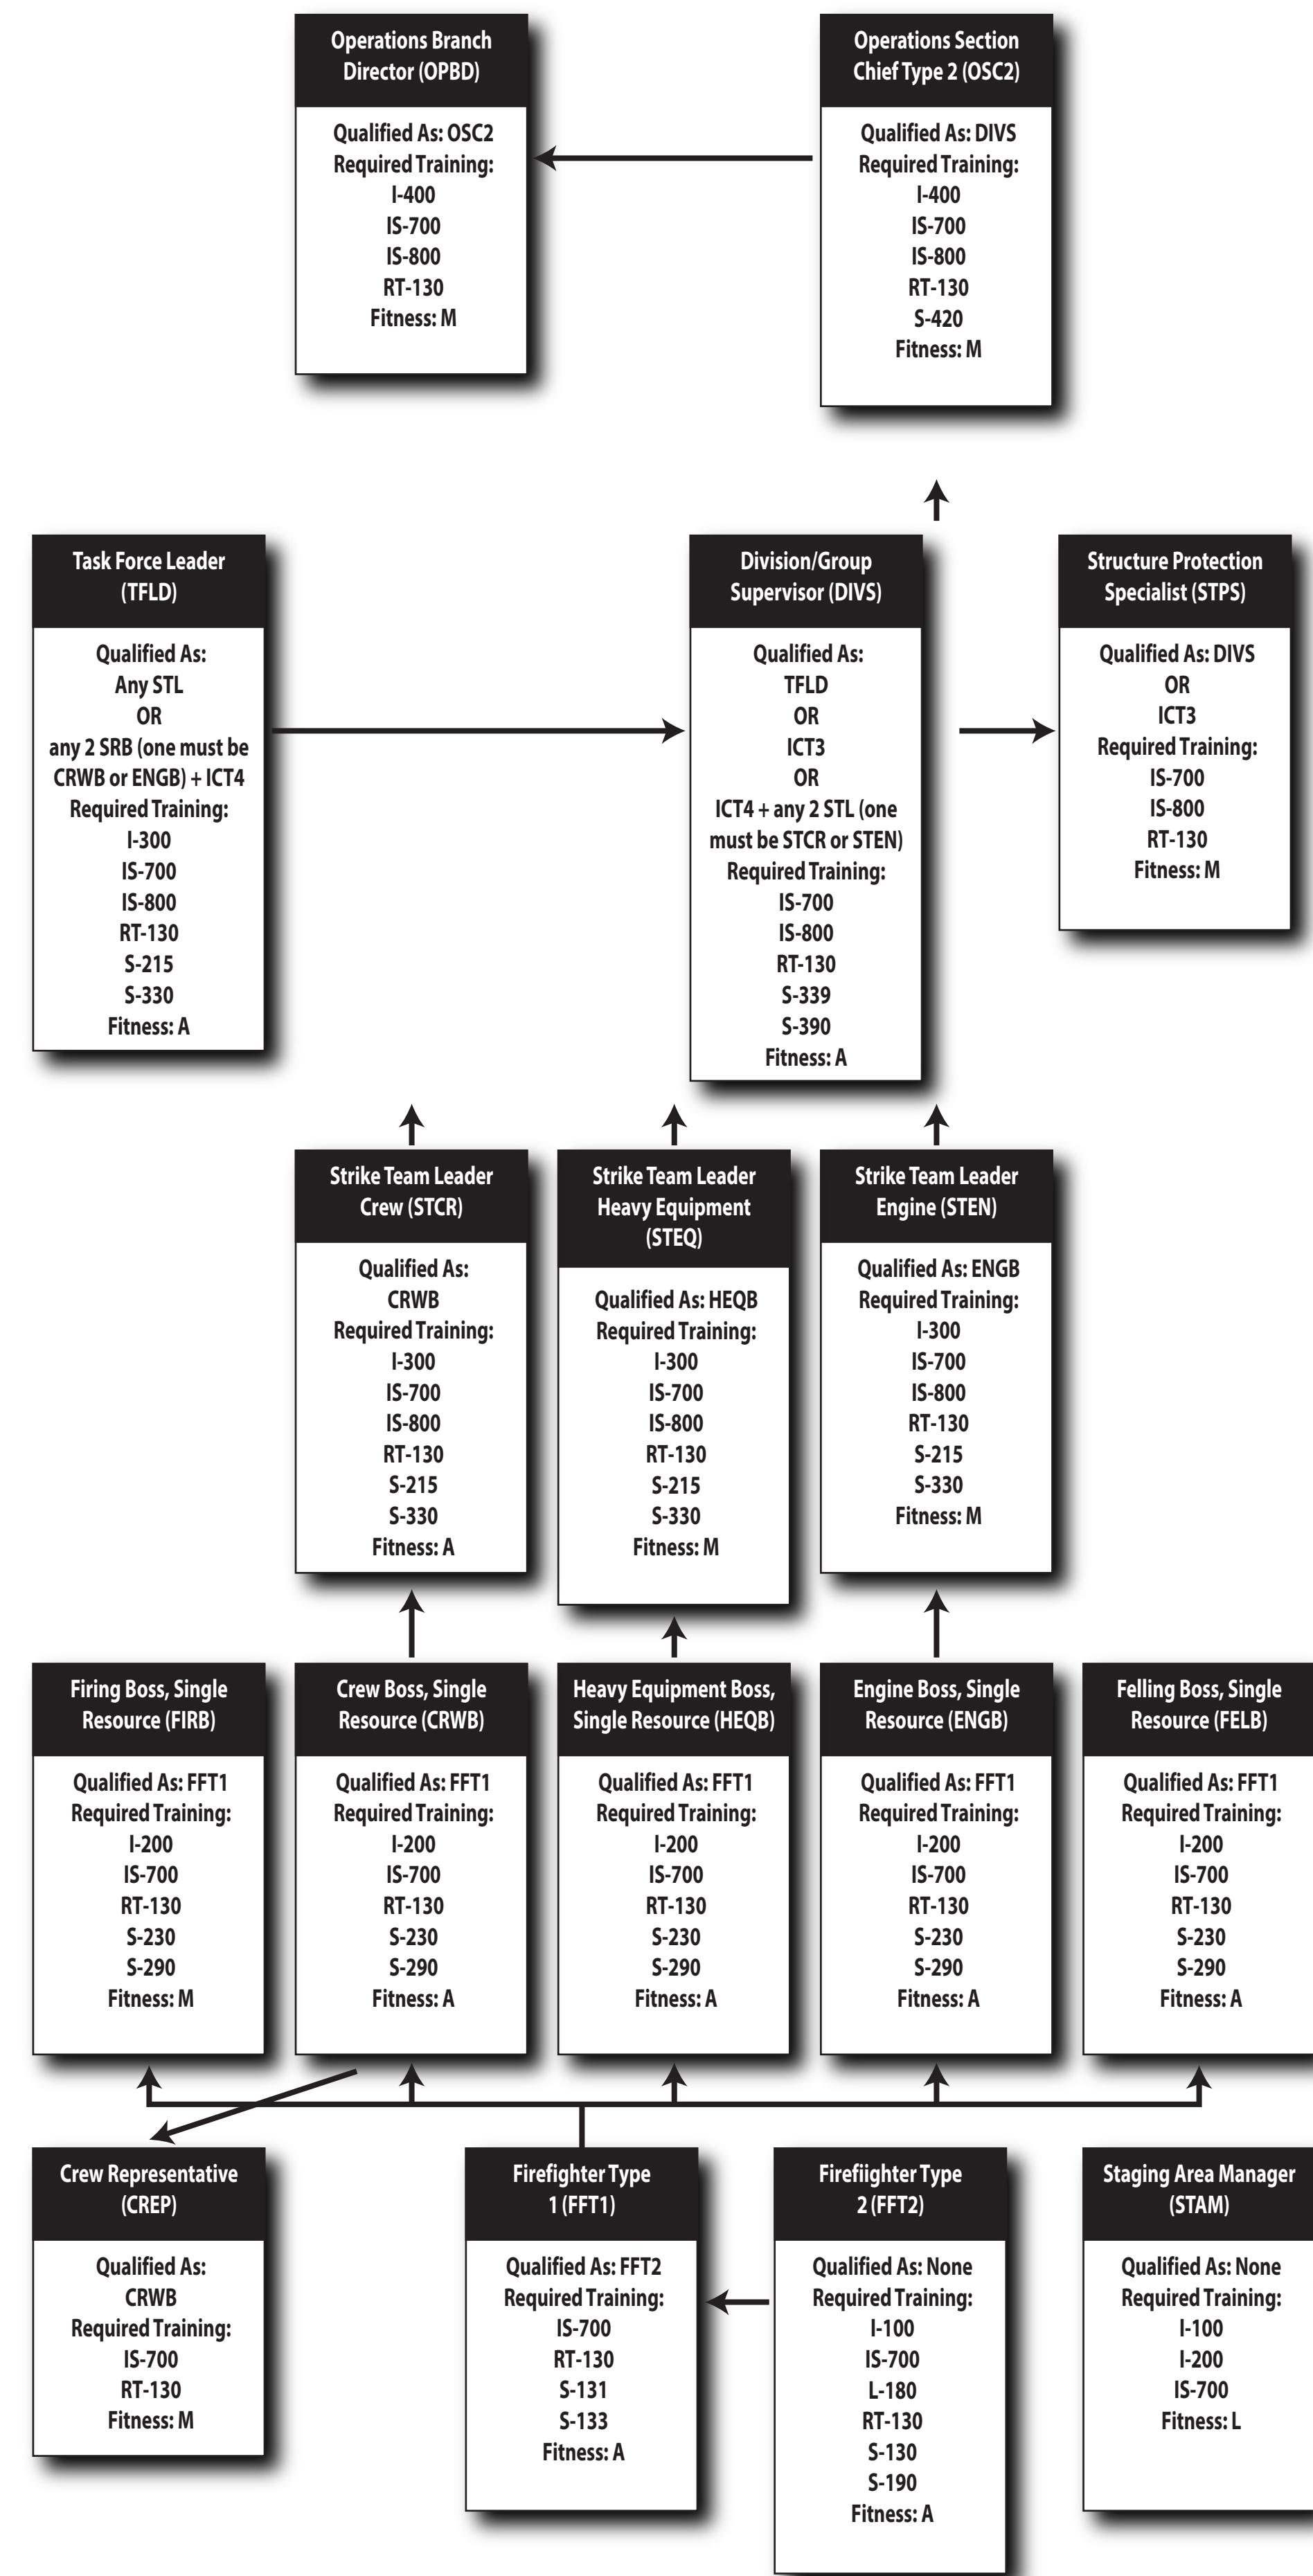 Operations Branch
Director (OPBD)
Qualified As: OSC2
Required Training:
I-400
IS-700
IS-800
RT-130
Fitness: M
Operations Section
Chief Type 2 (OSC2)
Qualified As: DIVS
Required Training:
I-400
IS-700
IS-800
RT-130
S-420
Fitness: M
Task Force Leader
(TFLD)
Qualified As:
Any STL
OR
any 2 SRB (one must be
CRWB or ENGB) + ICT4
Required Training:
I-300
IS-700
IS-800
RT-130
S-215
S-330
Fitness: A
Division/Group
Supervisor (DIVS)
Qualified As:
TFLD
OR
ICT3
OR
ICT4 + any 2 STL (one
must be STCR or STEN)
Required Training:
IS-700
IS-800
RT-130
S-339
S-390
Fitness: A
Structure Protection
Specialist (STPS)
Qualified As: DIVS
OR
ICT3
Required Training:
IS-700
IS-800
RT-130
Fitness: M
Strike Team Leader
Crew (STCR)
Qualified As:
CRWB
Required Training:
I-300
IS-700
IS-800
RT-130
S-215
S-330
Fitness: A
Strike Team Leader
Heavy Equipment
(STEQ)
Qualified As: HEQB
Required Training:
I-300
IS-700
IS-800
RT-130
S-215
S-330
Fitness: M
Strike Team Leader
Engine (STEN)
Qualified As: ENGB
Required Training:
I-300
IS-700
IS-800
RT-130
S-215
S-330
Fitness: M
Firing Boss, Single
Resource (FIRB)
Qualified As: FFT1
Required Training:
I-200
IS-700
RT-130
S-230
S-290
Fitness: M
Crew Boss, Single
Resource (CRWB)
Qualified As: FFT1
Required Training:
I-200
IS-700
RT-130
S-230
S-290
Fitness: A
Heavy Equipment Boss,
Single Resource (HEQB)
Qualified As: FFT1
Required Training:
I-200
IS-700
RT-130
S-230
S-290
Fitness: A
Engine Boss, Single
Resource (ENGB)
Qualified As: FFT1
Required Training:
I-200
IS-700
RT-130
S-230
S-290
Fitness: A
Felling Boss, Single
Resource (FELB)
Qualified As: FFT1
Required Training:
I-200
IS-700
RT-130
S-230
S-290
Fitness: A
Crew Representative
(CREP)
Qualified As:
CRWB
Required Training:
IS-700
RT-130
Fitness: M
Firefighter Type
1 (FFT1)
Qualified As: FFT2
Required Training:
IS-700
RT-130
S-131
S-133
Fitness: A
Firefiighter Type
2 (FFT2)
Qualified As: None
Required Training:
I-100
IS-700
L-180
RT-130
S-130
S-190
Fitness: A
Staging Area Manager
(STAM)
Qualified As: None
Required Training:
I-100
I-200
IS-700
Fitness: L